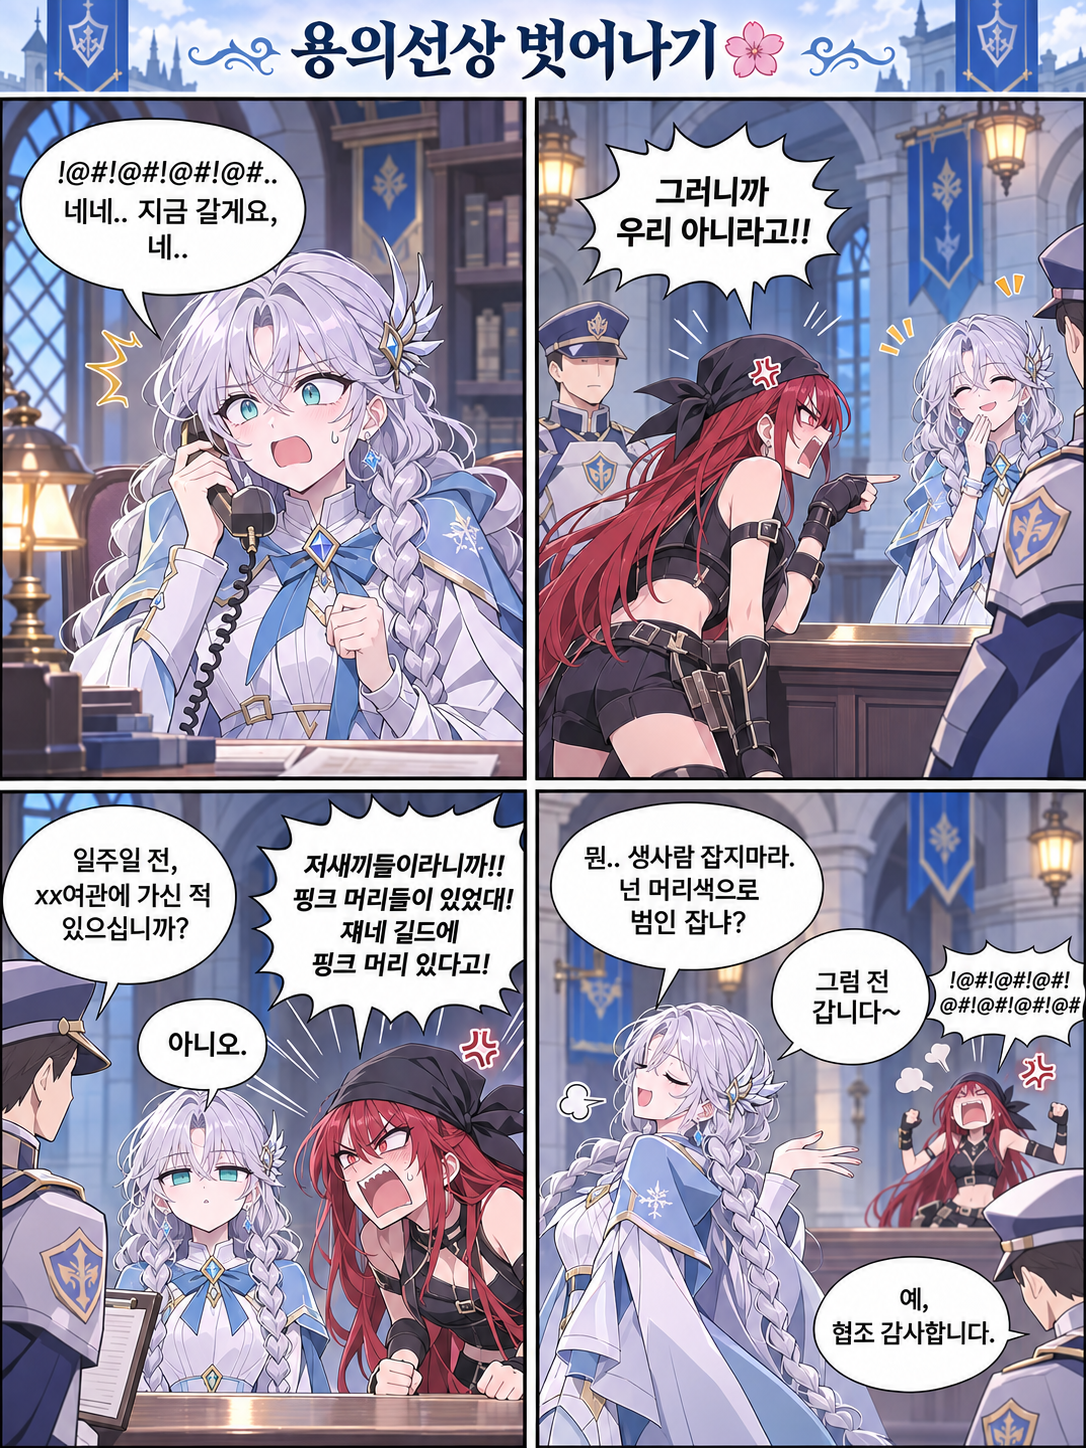 용의선상 벗어나기
!@#!@#!@#!@#..
네네.. 지금 갈게요,
네..
그러니까
우리 아니라고!!
일주일 전,
xx여관에 가신 적
있으십니까?
저새끼들이라니까!!
핑크 머리들이 있었대!
쟤네 길드에
핑크 머리 있다고!
아니오.
뭔.. 생사람 잡지마라.
넌 머리색으로
범인 잡냐?
그럼 전
갑니다~
!@#!@#!@#!
@#!@#!@#!@#
예,
협조 감사합니다.